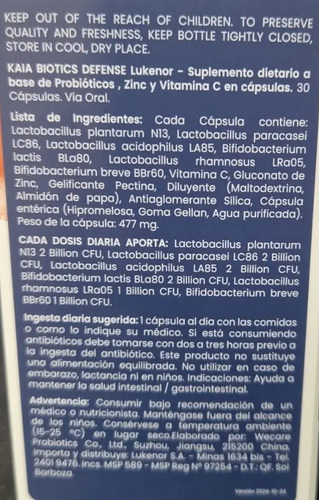 KEEP OUT OF THE REACH OF CHILDREN. TO PRESERVE
QUALITY AND FRESHNESS, KEEP BOTTLE TIGHTLY CLOSED,
STORE IN COOL, DRY PLACE.
KAIA BIOTICS DEFENSE Lukenor - Suplemento dietario a
base de Probióticos , Zinc y Vitamina C en cápsulas. 30
Cápsulas. Vía Oral.
Lista de Ingredientes: Cada Cápsula contiene:
Lactobacillus plantarum N13, Lactobacillus paracasei
LC86, Lactobacillus acidophilus LA85, Bifidobacterium
lactis BLa80, Lactobacillus rhamnosus LRa05,
Bifidobacterium breve BBr60, Vitamina C, Gluconato de
Zinc, Gelificante Pectina, Diluyente (Maltodextrina,
Almidón de papa), Antiaglomerante Sílica, Cápsula
entérica (Hipromelosa, Goma Gellan, Agua purificada).
Peso de la cápsula: 477 mg.
CADA DOSIS DIARIA APORTA: Lactobacillus plantarum
N13 2 Billion CFU, Lactobacillus paracasei LC86 2 Billion
CFU, Lactobacillus acidophilus LA85 2 Billion CFU,
Bifidobacterium lactis BLa80 2 Billion CFU, Lactobacillus
rhamnosus LRa05 1 Billion CFU, Bifidobacterium breve
BBr60 1 Billion CFU.
Ingesta diaria sugerida: 1 cápsula al día con las comidas
o como lo indique su médico. Si está consumiendo
antibióticos debe tomarse con dos a tres horas previo a
la ingesta del antibiótico. Este producto no sustituye
una alimentación equilibrada. No utilizar en caso de
embarazo, lactancia ni en niños. Indicaciones: Ayuda a
mantener la salud intestinal / gastrointestinal.
Advertencia: Consumir bajo recomendación de un
médico o nutricionista. Manténgase fuera del alcance
de los niños. Consérvese a temperatura ambiente
(15-25 °C) en lugar seco.Elaborado por: Wecare
Probiotics Co., Ltd., Suzhou, Jiangsu, 215200 China.
Importa y distribuye: Lukenor S.A. - Minas 1634 bis - Tel.
2401 9476. Incs. MSP 589 - MSP Reg Nº 97254 - D.T.: QF. Sol
Barboza.
Versión 2024-12-24